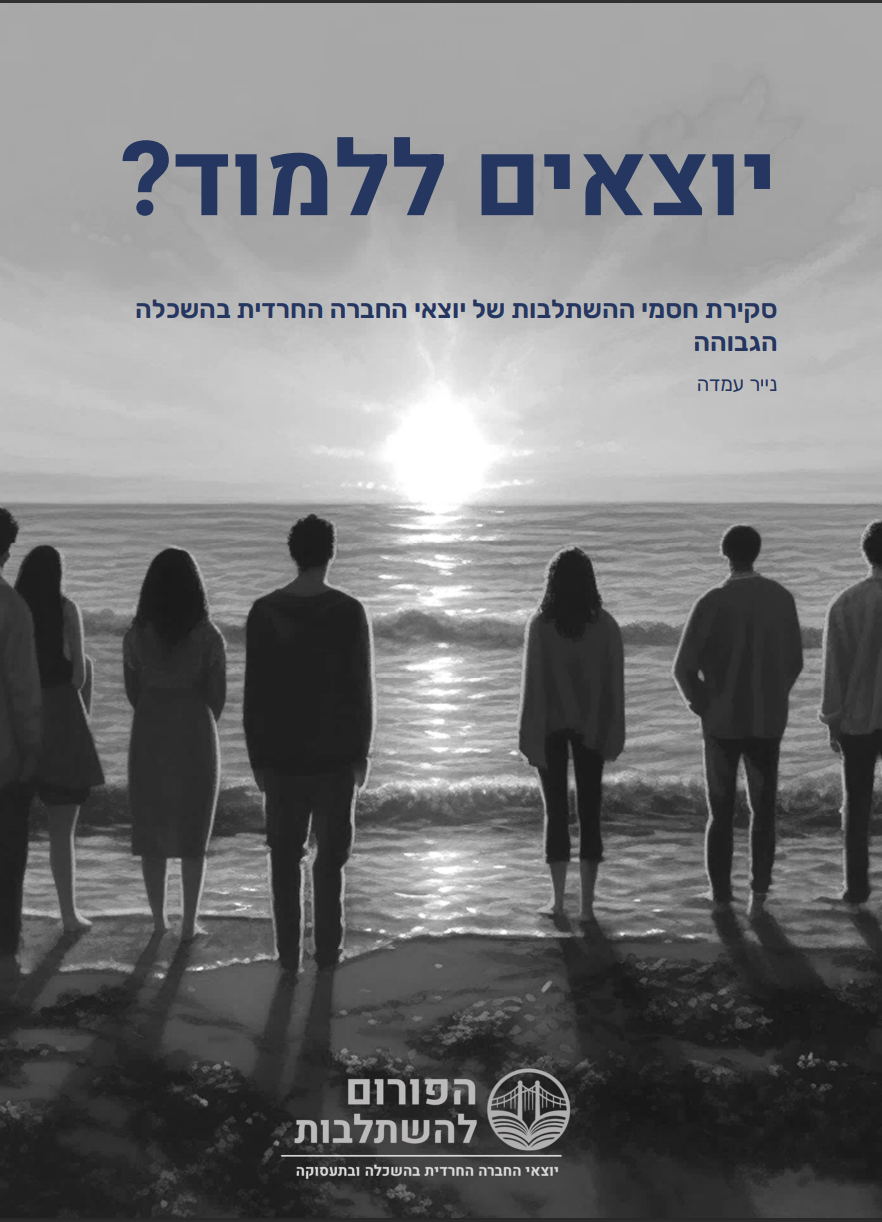 יוצאים ללמוד?
סקירת חסמי ההשתלבות של יוצאי החברה החרדית בהשכלה
הגבוהה
נייר עמדה
הפורום
להשתלבות
יוצאי החברה החרדית בהשכלה ובתעסוקה